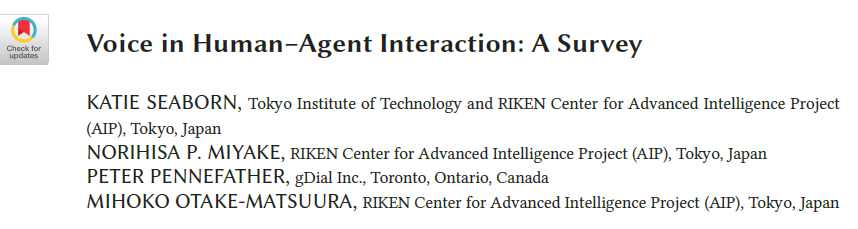 Check for
updates
Voice in Human–Agent Interaction: A Survey
KATIE SEABORN, Tokyo Institute of Technology and RIKEN Center for Advanced Intelligence Project
(AIP), Tokyo, Japan
NORIHISA P. MIYAKE, RIKEN Center for Advanced Intelligence Project (AIP), Tokyo, Japan
PETER PENNEFATHER, gDial Inc., Toronto, Ontario, Canada
MIHOKO OTAKE-MATSUURA, RIKEN Center for Advanced Intelligence Project (AIP), Tokyo, Japan